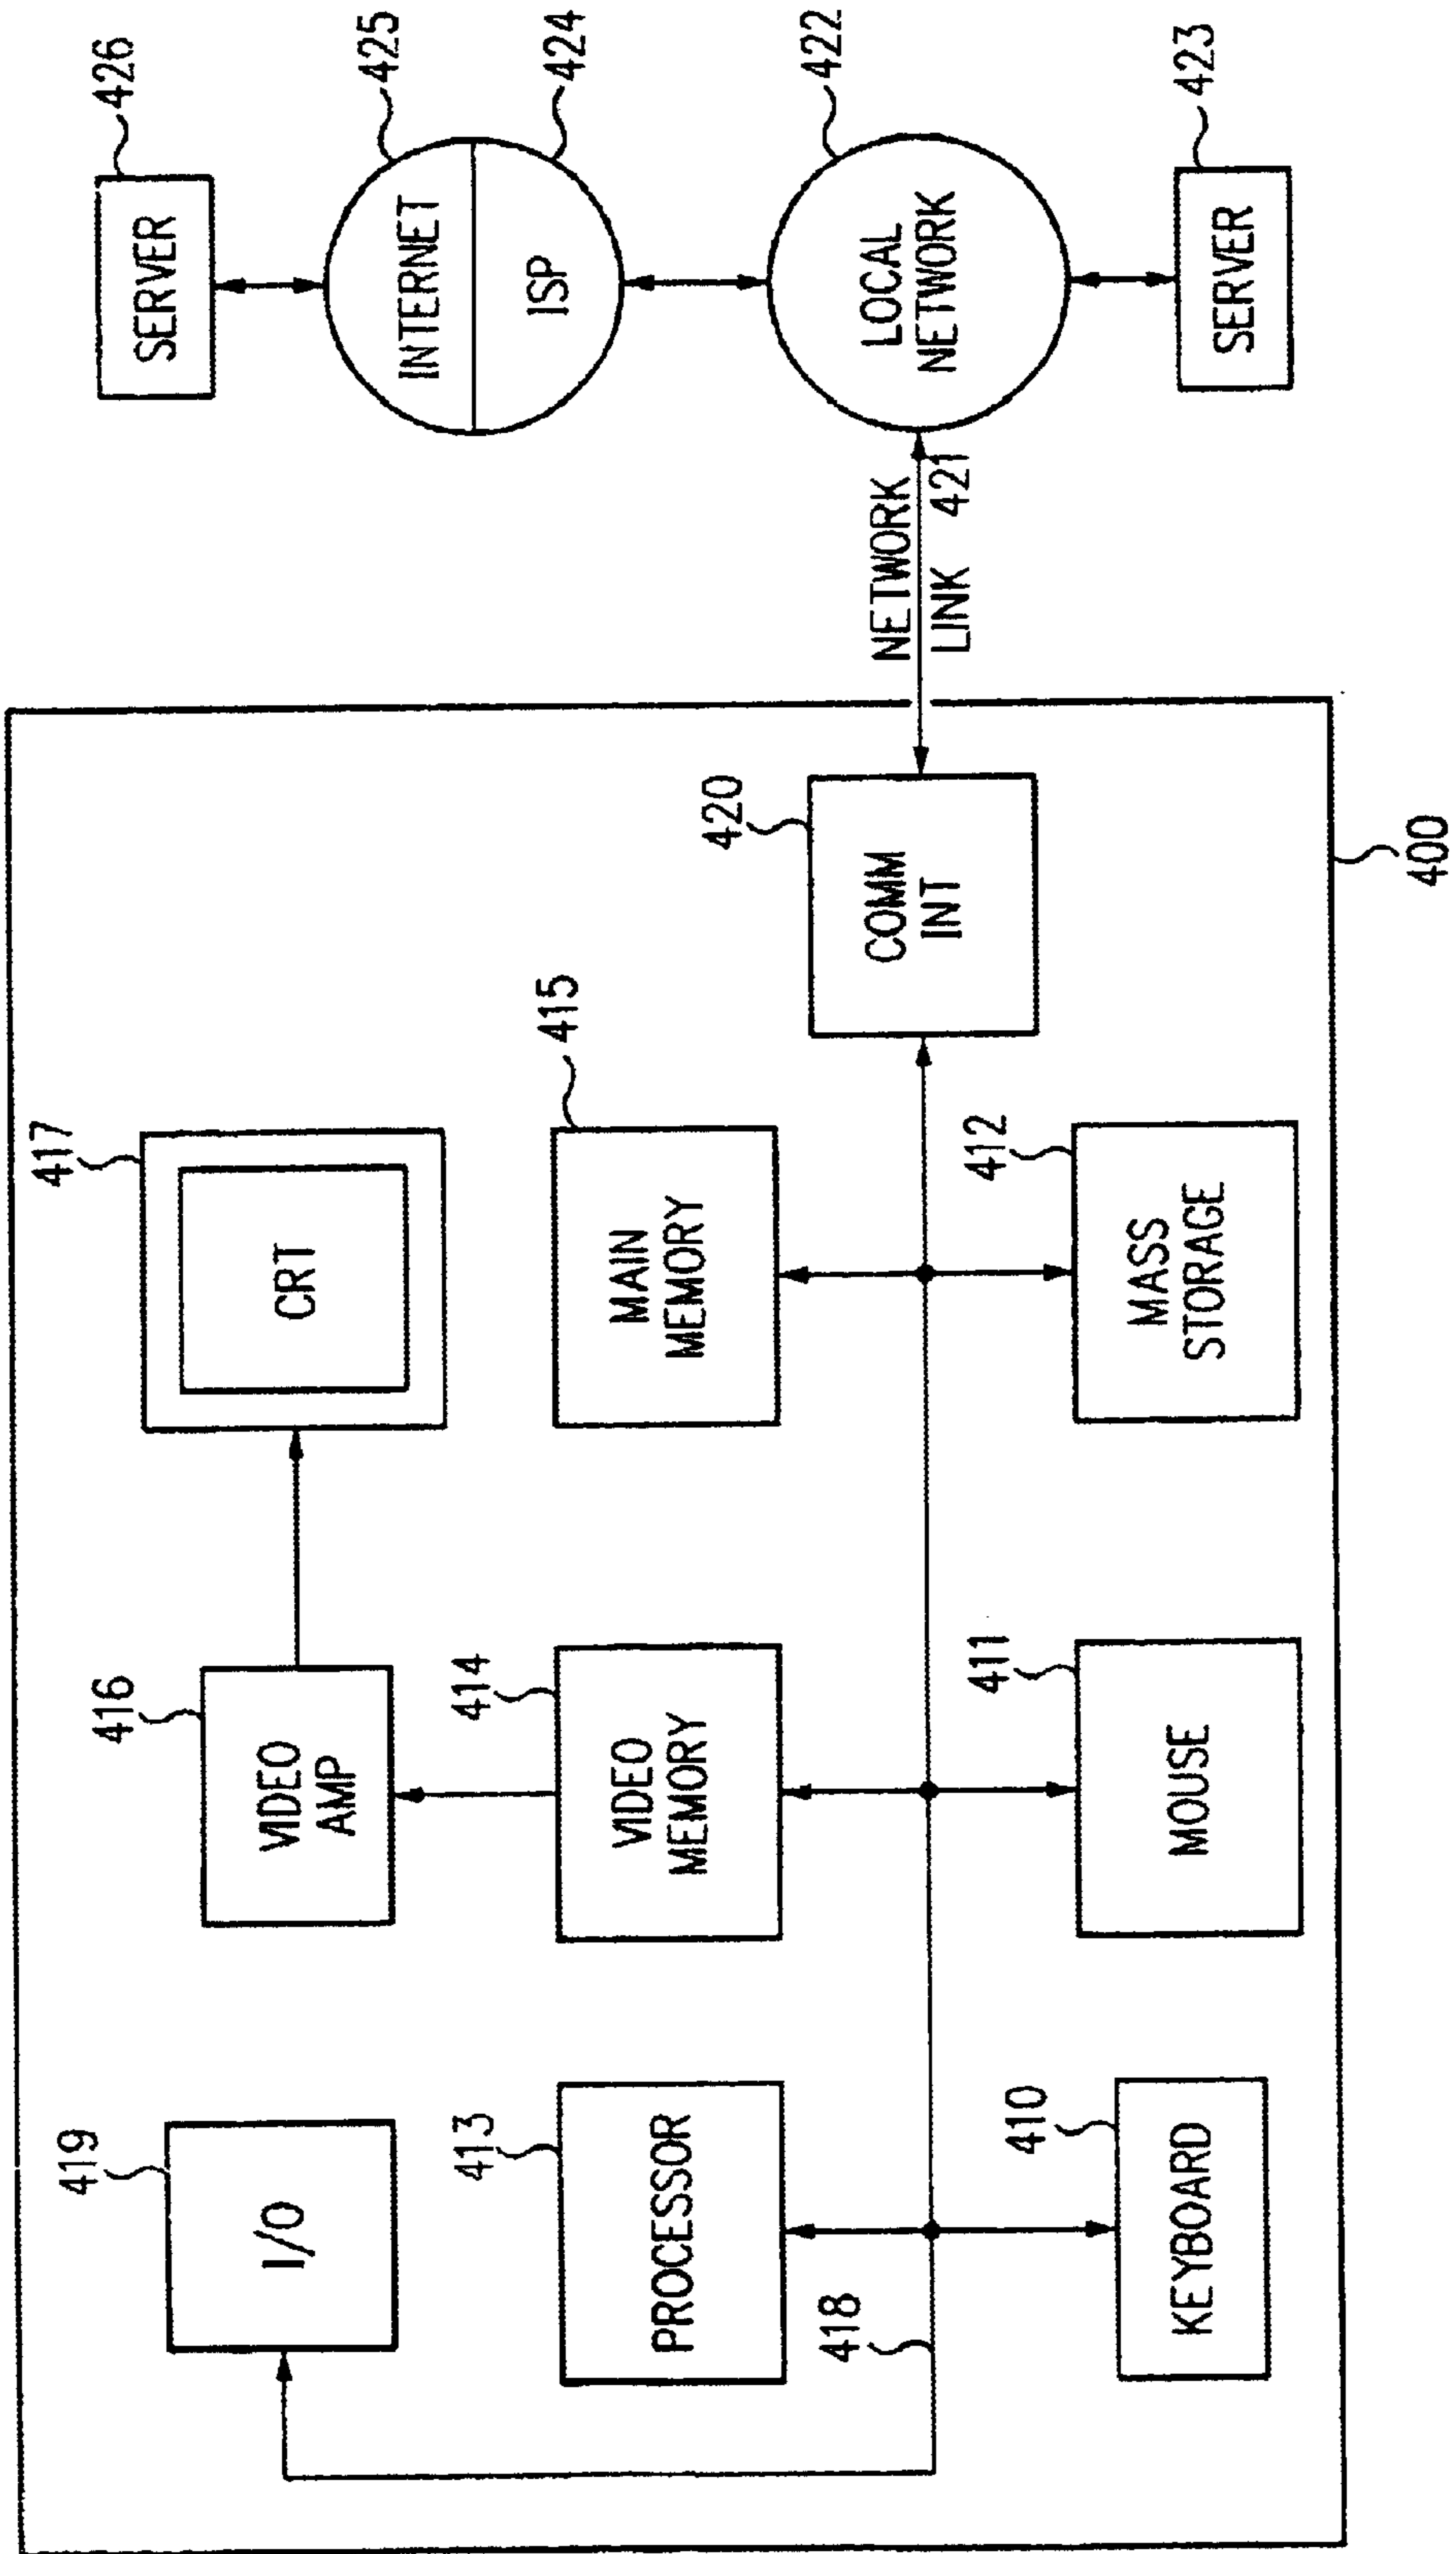 419
I/O
416
VIDEO
AMP
417
CRT
426
SERVER
425
INTERNET
ISP
424
413
PROCESSOR
414
VIDEO
MEMORY
415
MAIN
MEMORY
418
420
COMM
INT
NETWORK
LINK 421
422
LOCAL
NETWORK
410
KEYBOARD
411
MOUSE
412
MASS
STORAGE
423
SERVER
400